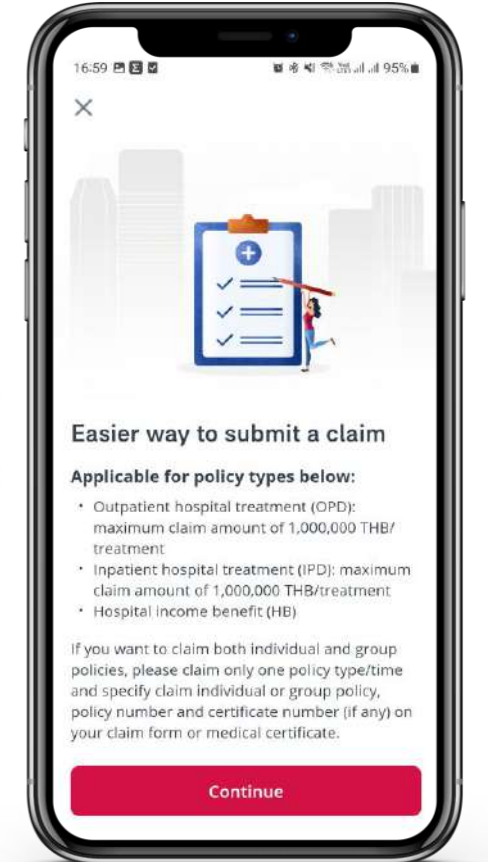 16:59
95%
Easier way to submit a claim
Applicable for policy types below:
• Outpatient hospital treatment (OPD):
maximum claim amount of 1,000,000 THB/
treatment
• Inpatient hospital treatment (IPD): maximum
claim amount of 1,000,000 THB/treatment
• Hospital income benefit (HB)
If you want to claim both individual and group
policies, please claim only one policy type/time
and specify claim individual or group policy,
policy number and certificate number (if any) on
your claim form or medical certificate.
Continue